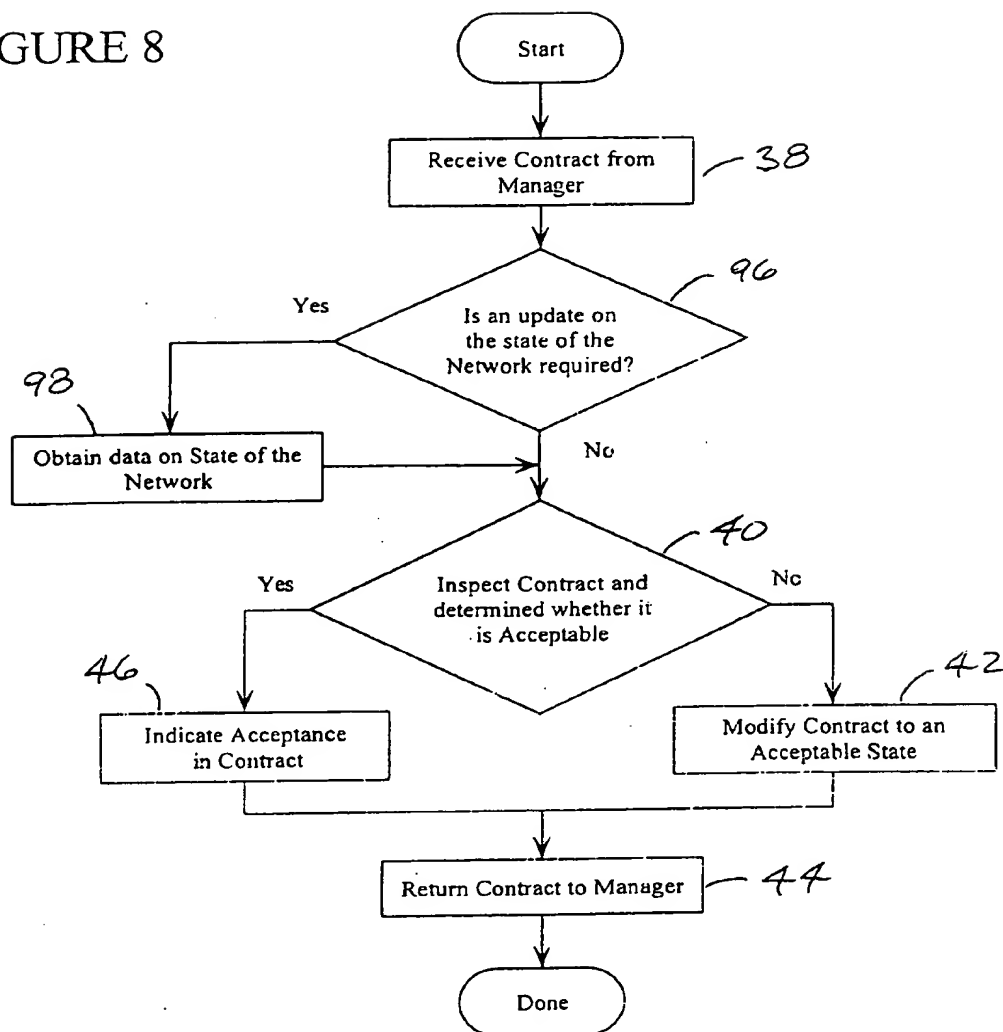 GURE 8
Start
Receive Contract from
Manager
38
96
Yes
Is an update on
the state of the
Network required?
98
Obtain data on State of the
Network
No
40
Yes
Inspect Contract and
determined whether it
is Acceptable
No
46
42
Indicate Acceptance
in Contract
Modify Contract to an
Acceptable State
Return Contract to Manager
44
Done